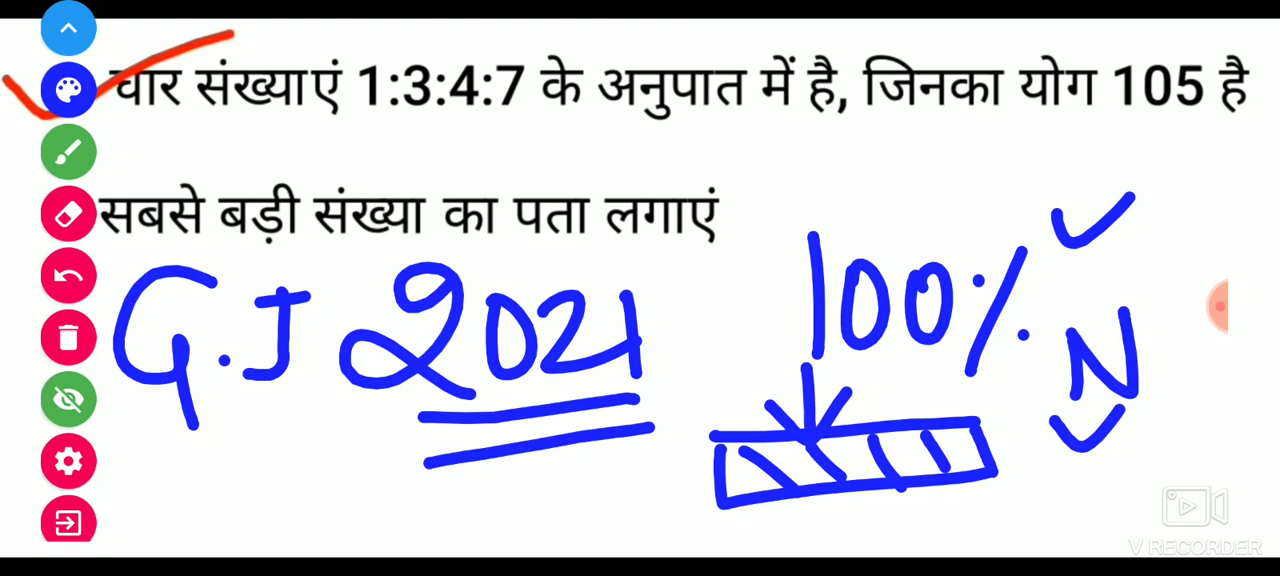 चार संख्याएं 1:3:4:7 के अनुपात में है, जिनका योग 105 है
सबसे बड़ी संख्या का पता लगाएं
G.J 2021 100%
N
V RECORDER